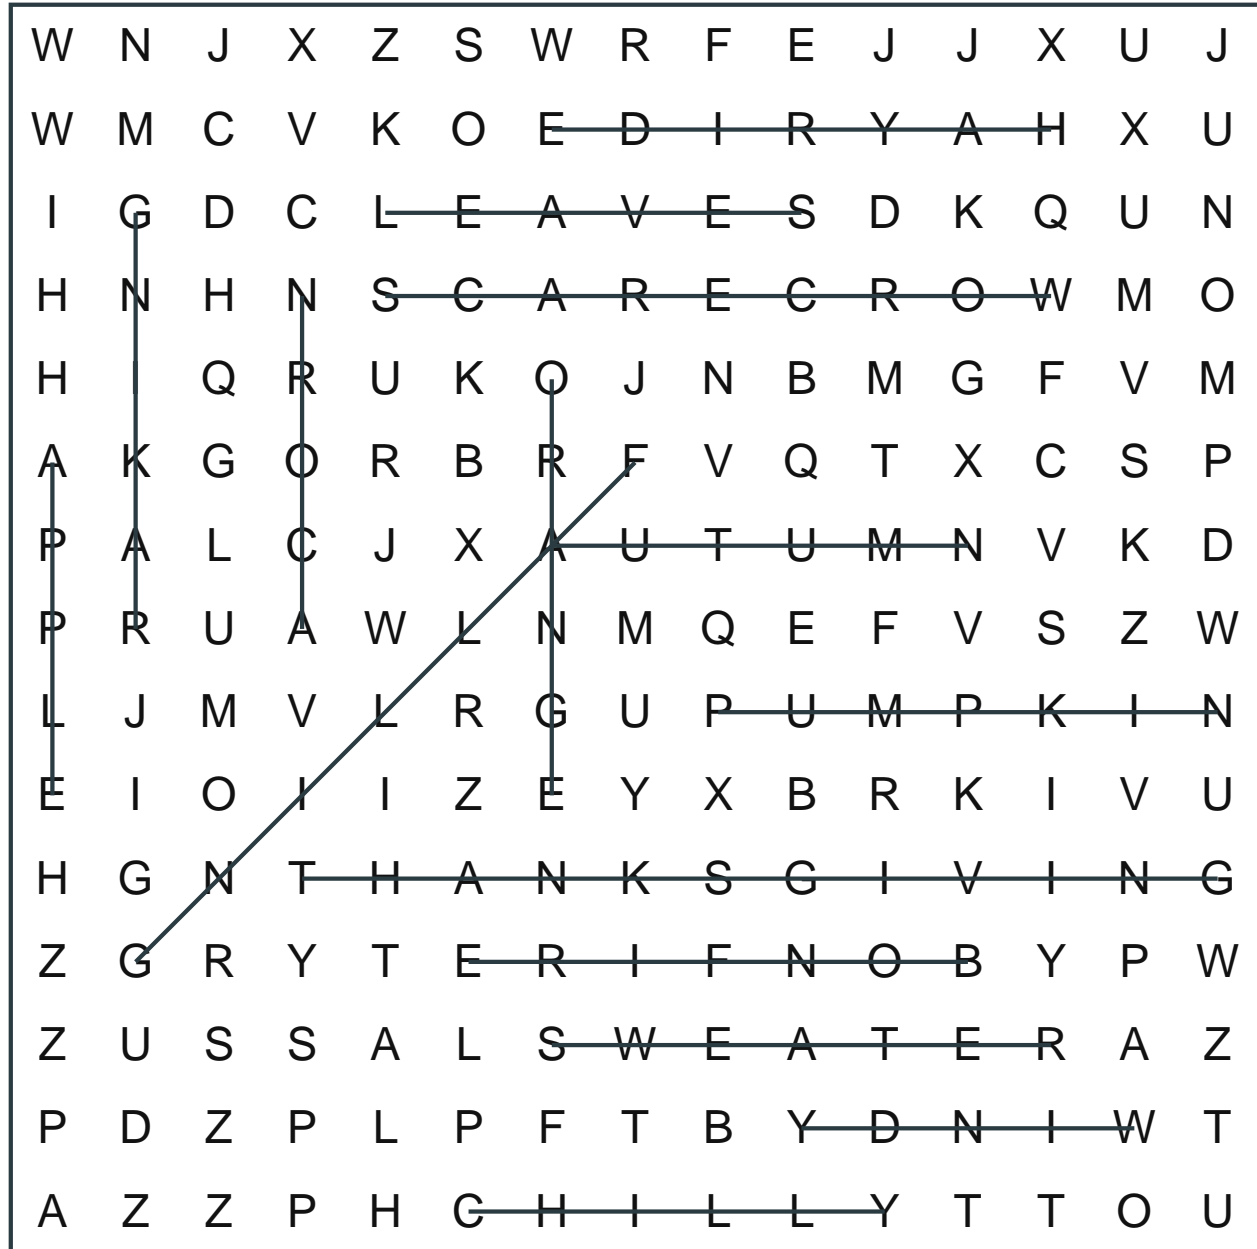 W N J X Z S W R F E J J X U J
W M C V K O E D I R Y A H X U
I G D C L E A V E S D K Q U N
H N H N S C A R E C R O W M O
H I Q R U K O J N B M G F V M
A K G O R B R F V Q T X C S P
P A L C J X A U T U M N V K D
P R U A W L N M Q E F V S Z W
L J M V L R G U P U M P K I N
E I O I I Z E Y X B R K I V U
H G N T H A N K S G I V I N G
Z G R Y T E R I F N O B Y P W
Z U S S A L S W E A T E R A Z
P D Z P L P F T B Y D N I W T
A Z Z P H C H I L L Y T T O U